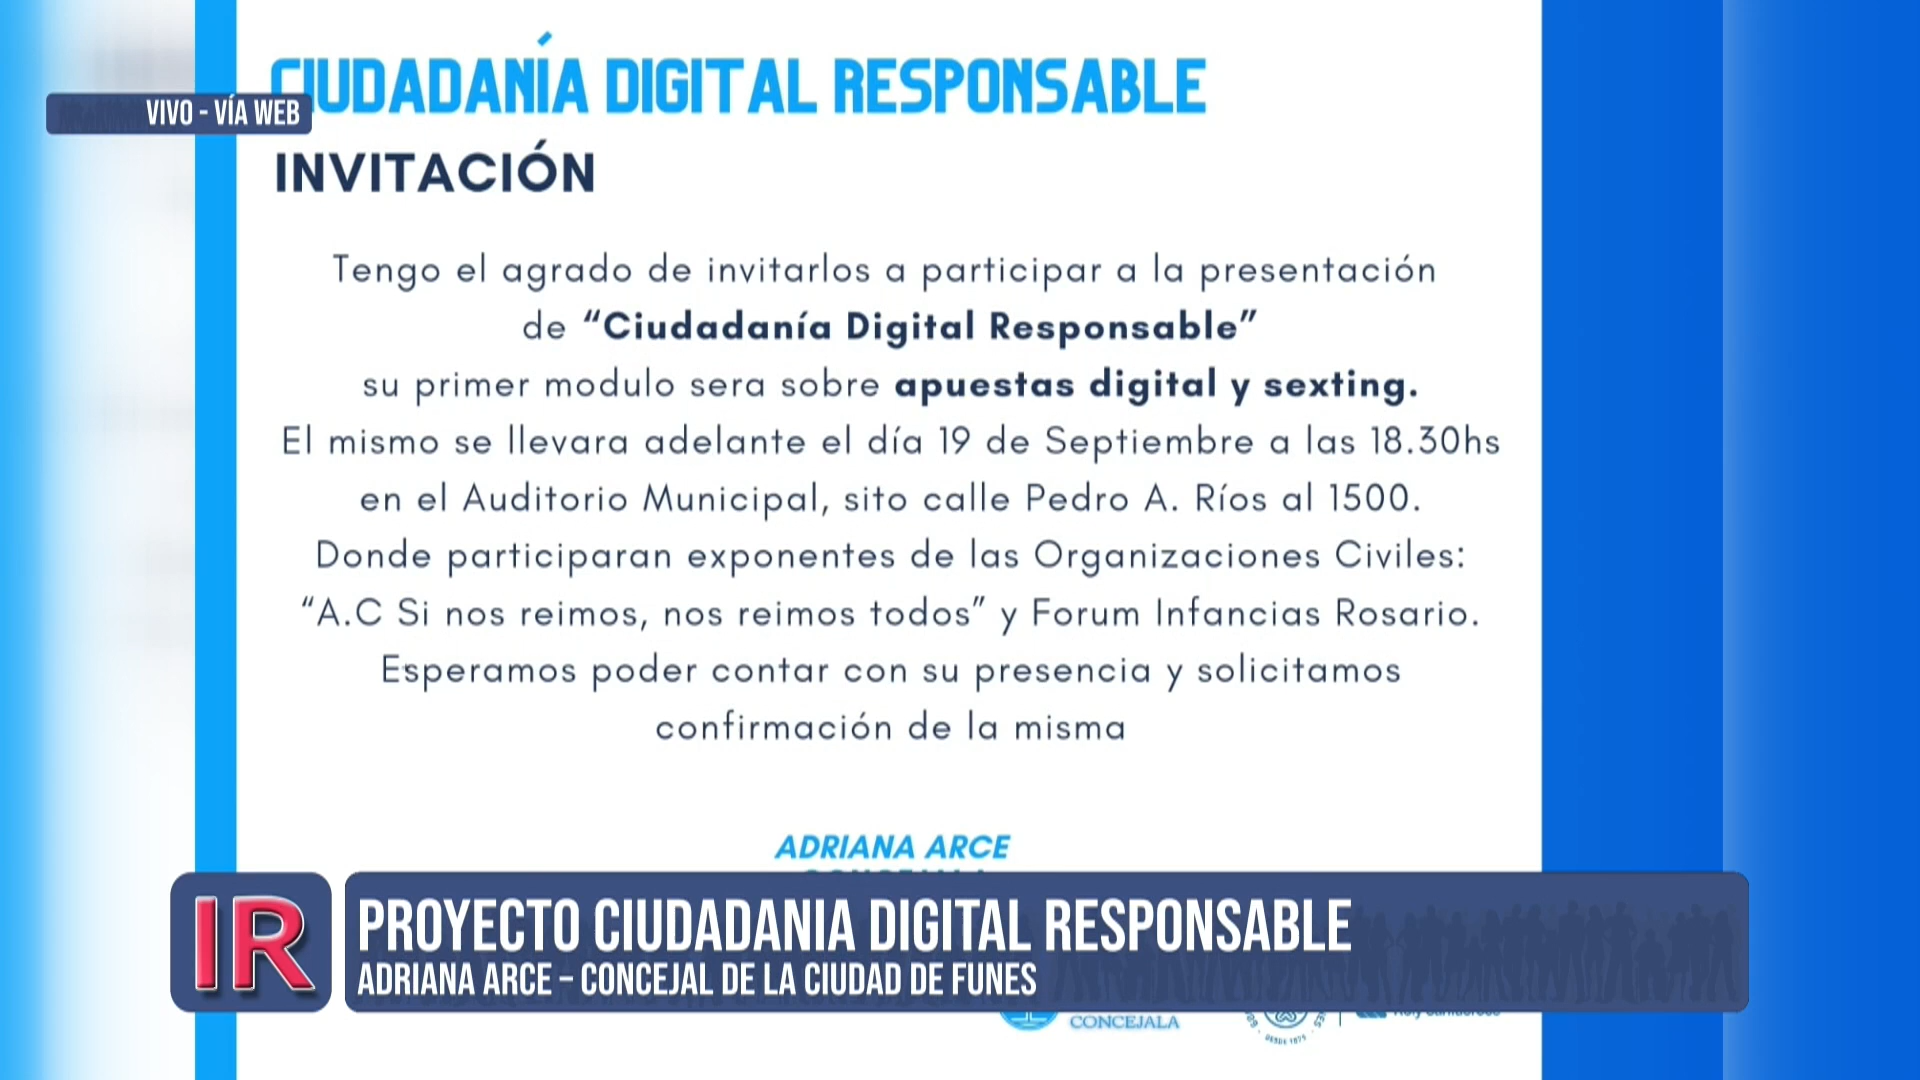 CIUDADANÍA DIGITAL RESPONSABLE
VIVO - VÍA WEB
INVITACIÓN
Tengo el agrado de invitarlos a participar a la presentación
de “Ciudadanía Digital Responsable”
su primer modulo sera sobre apuestas digital y sexting.
El mismo se llevara adelante el día 19 de Septiembre a las 18.30hs
en el Auditorio Municipal, sito calle Pedro A. Ríos al 1500.
Donde participaran exponentes de las Organizaciones Civiles:
“A.C Si nos reimos, nos reimos todos” y Forum Infancias Rosario.
Esperamos poder contar con su presencia y solicitamos
confirmación de la misma
ADRIANA ARCE
IR
PROYECTO CIUDADANIA DIGITAL RESPONSABLE
ADRIANA ARCE - CONCEJAL DE LA CIUDAD DE FUNES
CONCEJALA